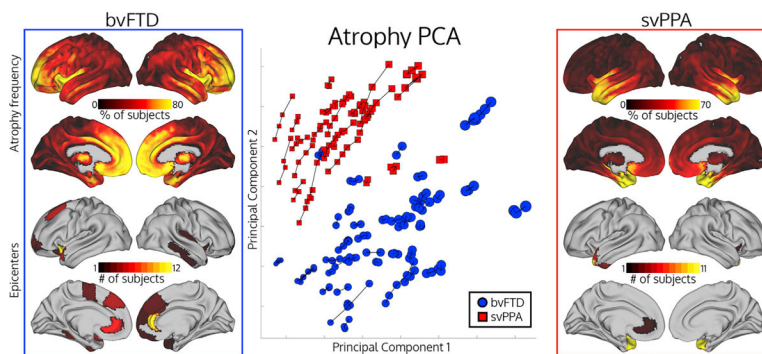 bvFTD
Atrophy PCA
svPPA
Atrophy frequency
0 80
% of subjects
0 70
% of subjects
Epicenters
1 12
# of subjects
1 11
# of subjects
Principal Component 2
bvFTD
svPPA
Principal Component 1